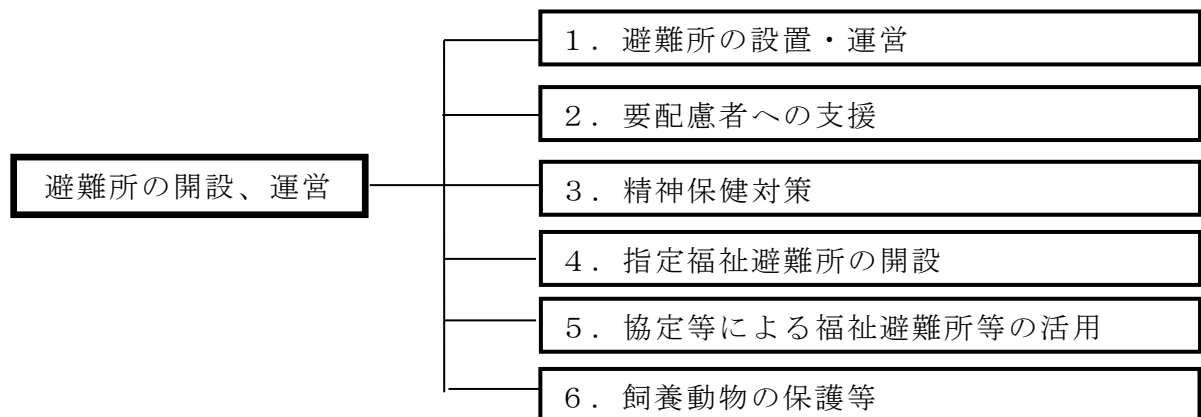 避難所の開設、運営
１．避難所の設置・運営
２．要配慮者への支援
３．精神保健対策
４．指定福祉避難所の開設
５．協定等による福祉避難所等の活用
６．飼養動物の保護等